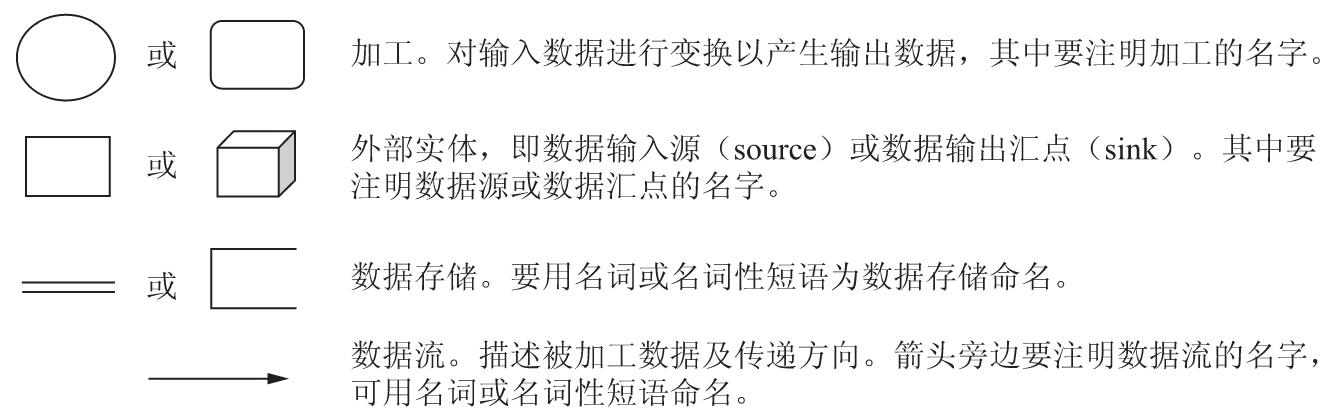 或 加工。对输入数据进行变换以产生输出数据，其中要注明加工的名字。
或 外部实体，即数据输入源（source）或数据输出汇点（sink）。其中要
注明数据源或数据汇点的名字。
或 数据存储。要用名词或名词性短语为数据存储命名。
数据流。描述被加工数据及传递方向。箭头旁边要注明数据流的名字，
可用名词或名词性短语命名。